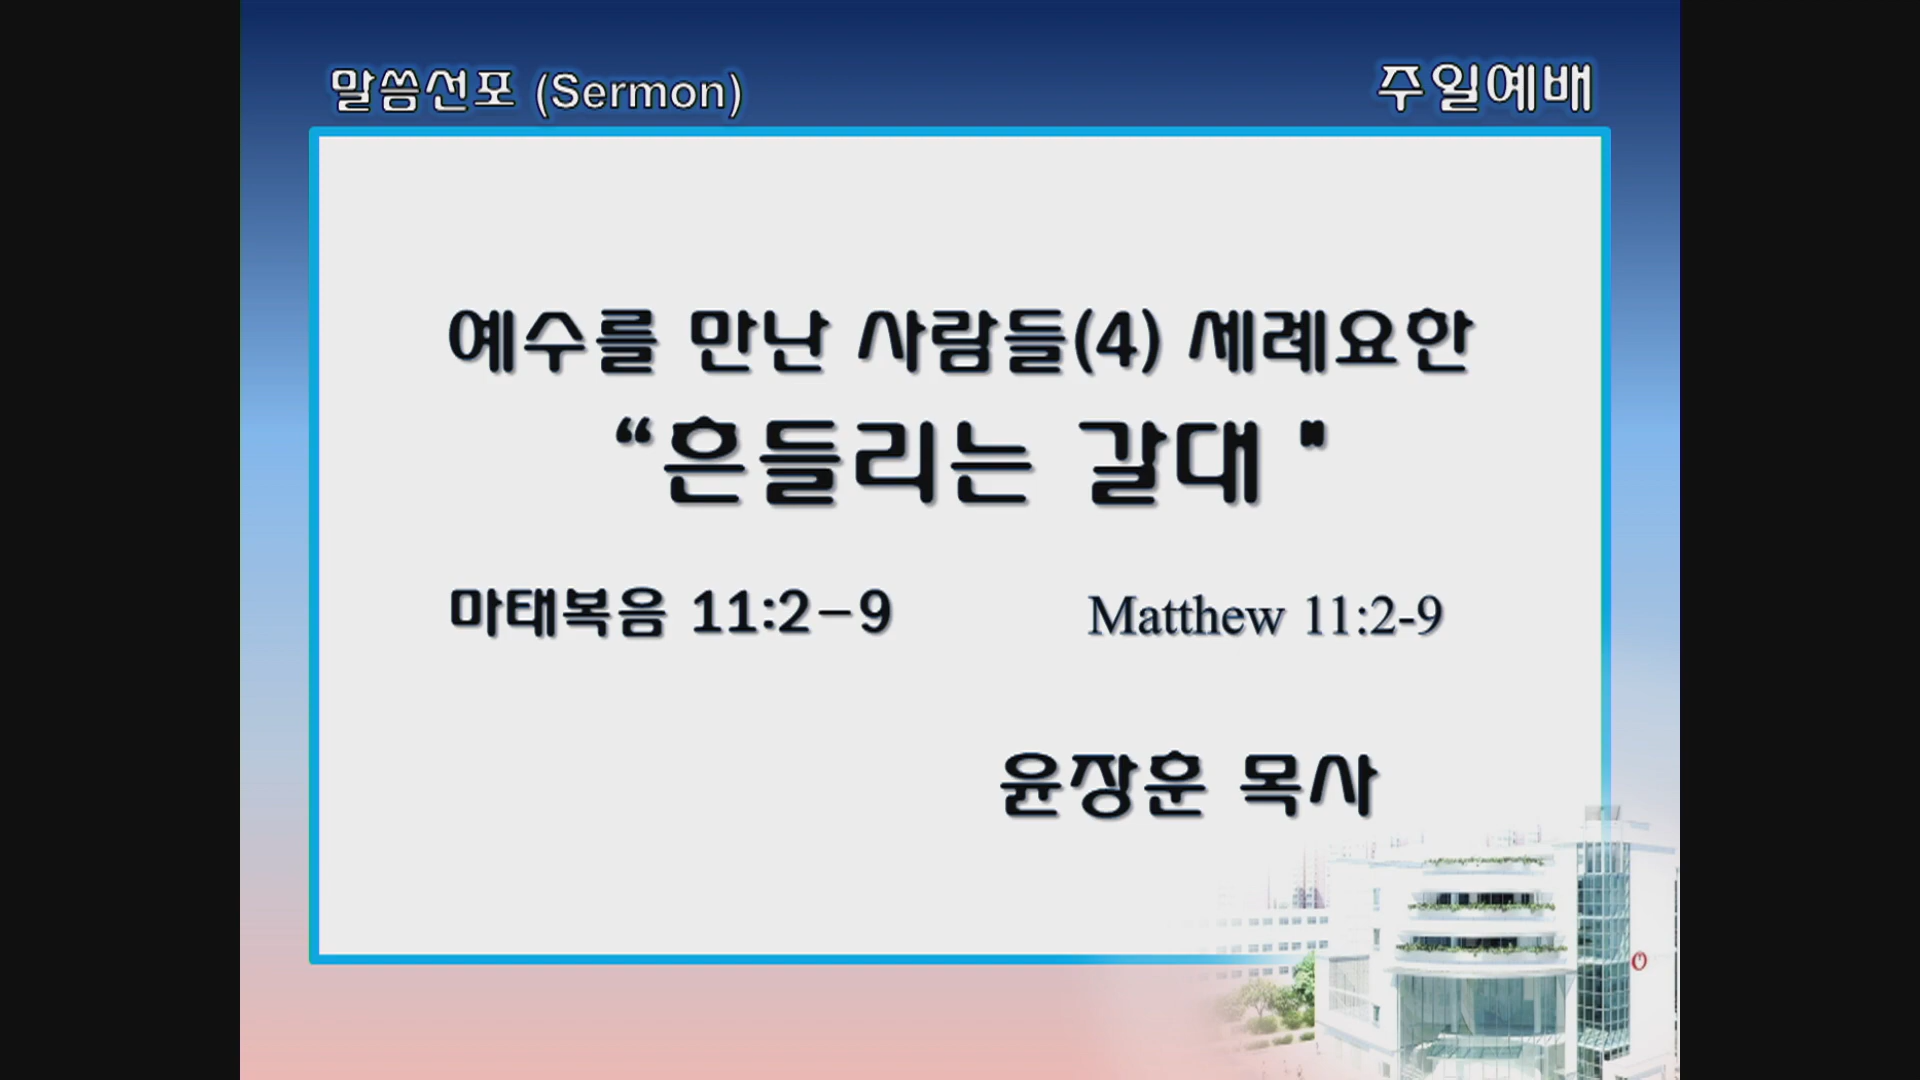 말씀선포 (Sermon)
주일예배
예수를 만난 사람들(4) 세례요한
“흔들리는 갈대 "
마태복음 11:2-9
Matthew 11:2-9
윤장훈 목사